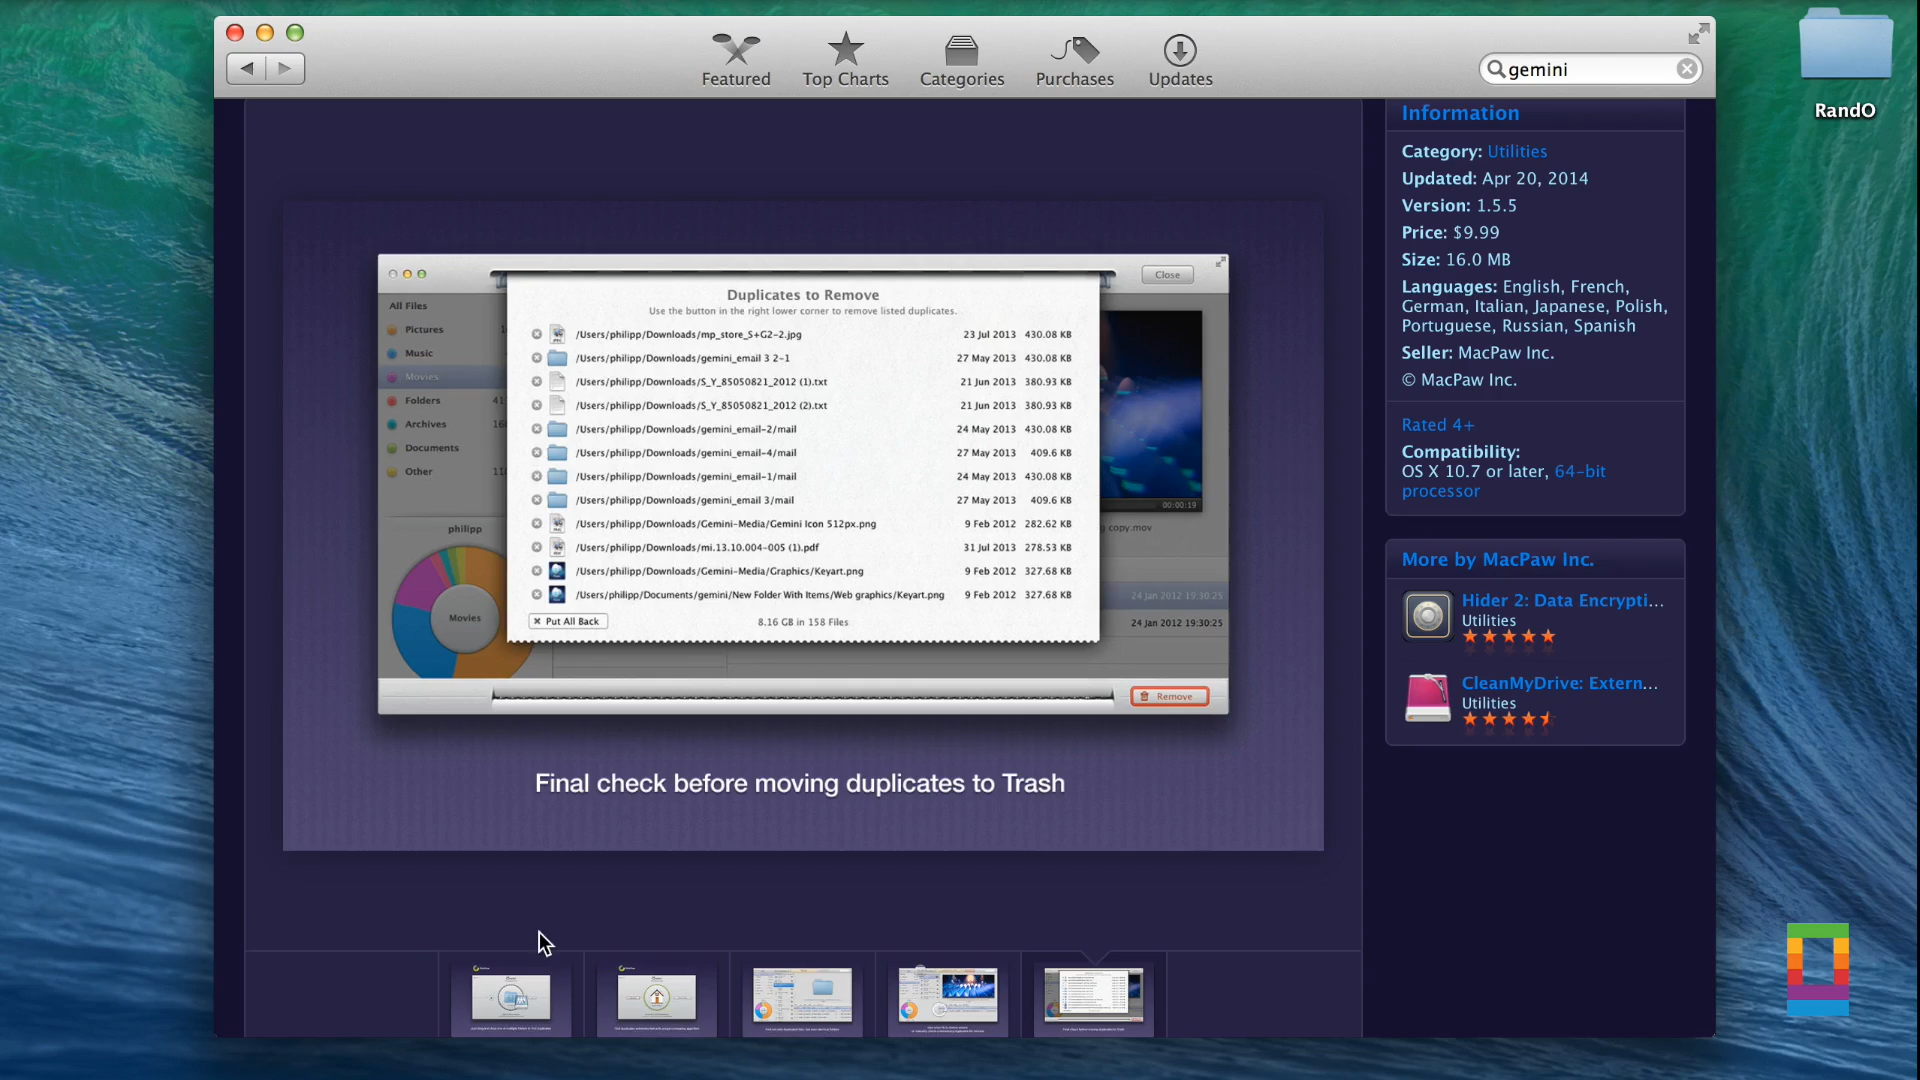 Featured
Top Charts
Categories
Purchases
Updates
gemini
RandO
Information
Category: Utilities
Updated: Apr 20, 2014
Version: 1.5.5
Price: $9.99
Size: 16.0 MB
Languages: English, French,
German, Italian, Japanese, Polish,
Portuguese, Russian, Spanish
Seller: MacPaw Inc.
© MacPaw Inc.
Rated 4+
Compatibility:
OS X 10.7 or later, 64-bit
processor
More by MacPaw Inc.
Hider 2: Data Encrypti...
Utilities
CleanMyDrive: Extern...
Utilities
Close
All Files
Pictures
Music
Movies
Folders
Archives
Documents
Other
philipp
Movies
Duplicates to Remove
Use the button in the right lower corner to remove listed duplicates.
/Users/philipp/Downloads/mp_store_S+G2-2.jpg 23 Jul 2013 430.08 KB
/Users/philipp/Downloads/gemini_email 3 2-1 27 May 2013 430.08 KB
/Users/philipp/Downloads/S_Y_85050821_2012 (1).txt 21 Jun 2013 380.93 KB
/Users/philipp/Downloads/S_Y_85050821_2012 (2).txt 21 Jun 2013 380.93 KB
/Users/philipp/Downloads/gemini_email-2/mail 24 May 2013 430.08 KB
/Users/philipp/Downloads/gemini_email-4/mail 27 May 2013 409.6 KB
/Users/philipp/Downloads/gemini_email-1/mail 24 May 2013 430.08 KB
/Users/philipp/Downloads/gemini_email 3/mail 27 May 2013 409.6 KB
/Users/philipp/Downloads/Gemini-Media/Gemini Icon 512px.png 9 Feb 2012 282.62 KB
/Users/philipp/Downloads/mi.13.10.004-005 (1).pdf 31 Jul 2013 278.53 KB
/Users/philipp/Downloads/Gemini-Media/Graphics/Keyart.png 9 Feb 2012 327.68 KB
/Users/philipp/Documents/gemini/New Folder With Items/Web graphics/Keyart.png 9 Feb 2012 327.68 KB
Put All Back
8.16 GB in 158 Files
00:00:19
copy.mov
24 Jan 2012 19:30:25
24 Jan 2012 19:30:25
Remove
Final check before moving duplicates to Trash